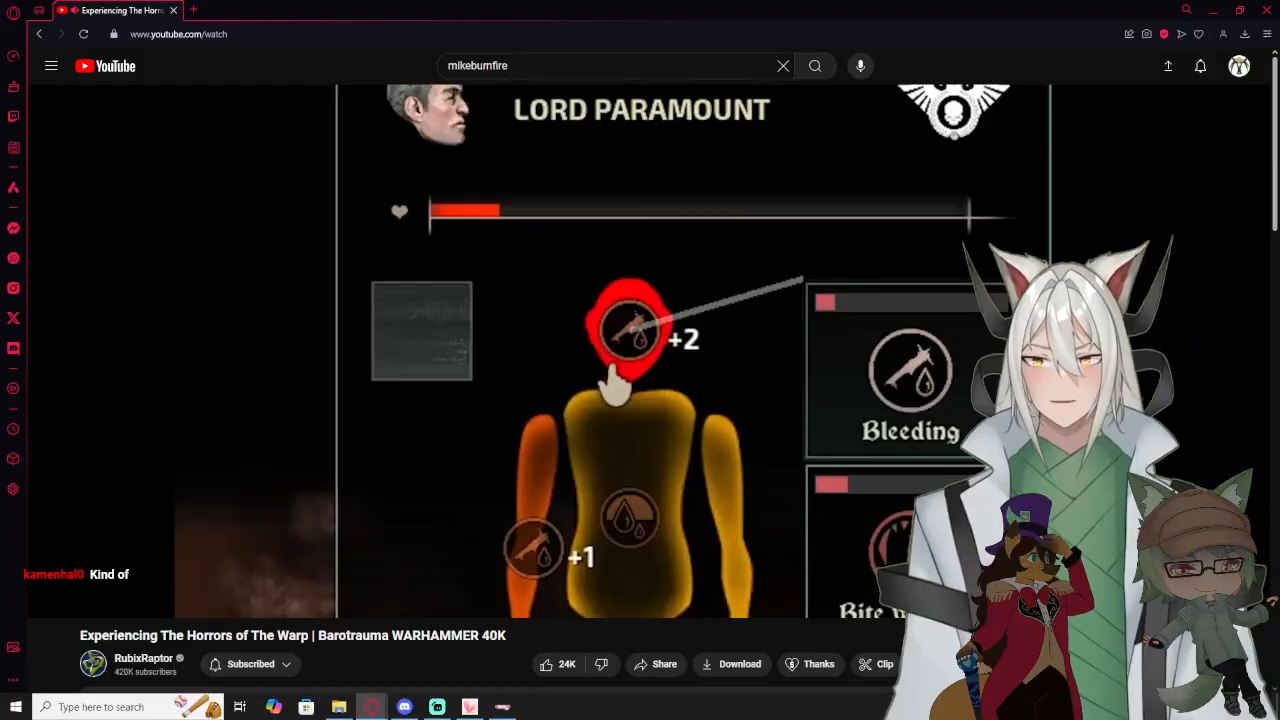 Experiencing The Horro
www.youtube.com/watch
YouTube
mikeburnfire
LORD PARAMOUNT
+2
Bleeding
+1
kamenhal0 Kind of
Bite
Experiencing The Horrors of The Warp | Barotrauma WARHAMMER 40K
RubixRaptor
420K subscribers
Subscribed
24K
Share
Download
Thanks
Clip
Type here to search